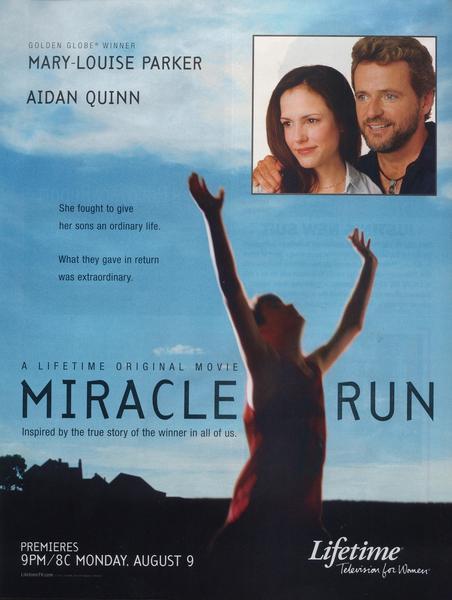 GOLDEN GLOBE® WINNER
MARY-LOUISE PARKER
AIDAN QUINN
She fought to give
her sons an ordinary life.
What they gave in return
was extraordinary.
A LIFETIME ORIGINAL MOVIE
MIRACLE RUN
Inspired by the true story of the winner in all of us.
PREMIERES
9PM/8C MONDAY, AUGUST 9
LifetimeTV.com
Lifetime
Television for Women